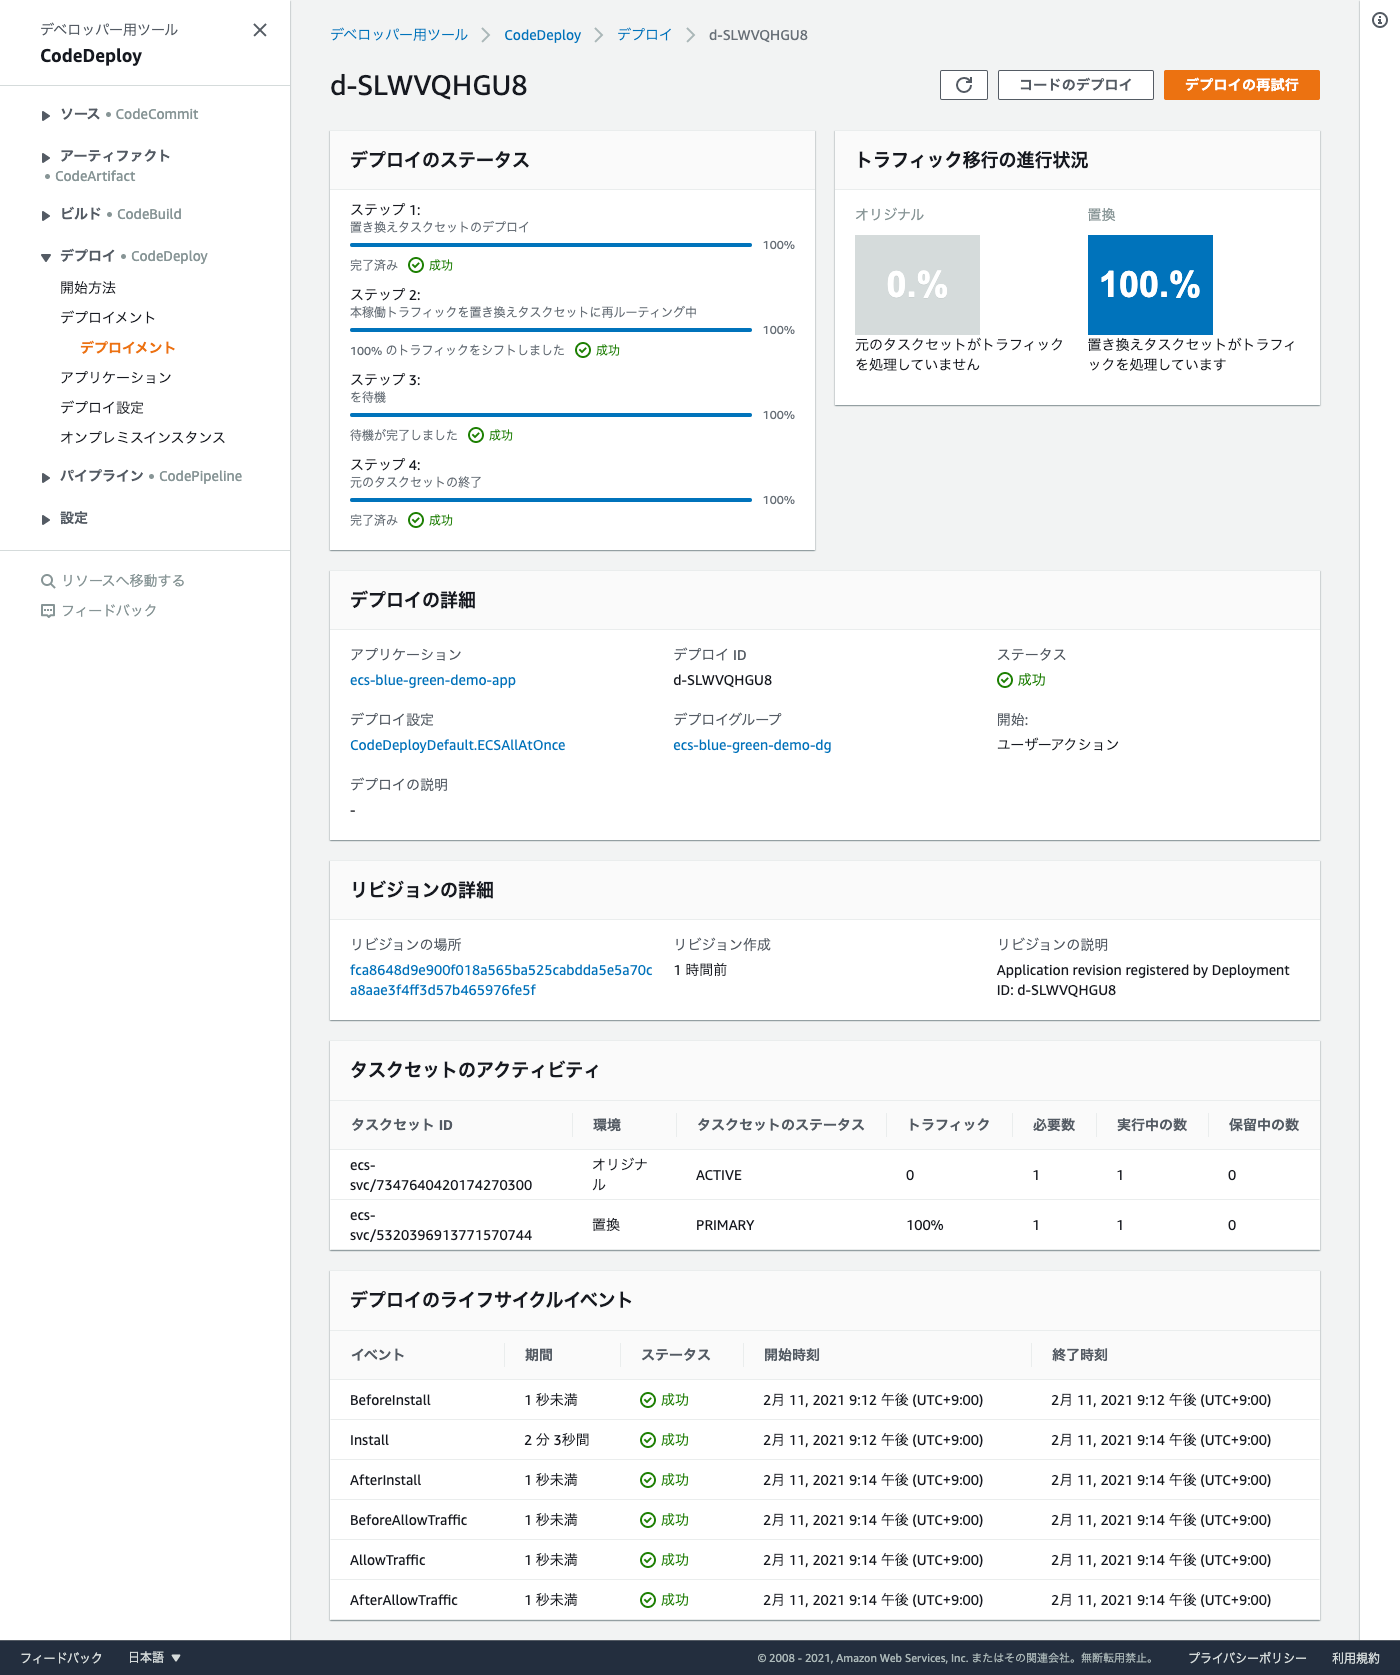 デベロッパー用ツール
CodeDeploy
ソース • CodeCommit
アーティファクト
• CodeArtifact
ビルド • CodeBuild
デプロイ • CodeDeploy
開始方法
デプロイメント
デプロイメント
アプリケーション
デプロイ設定
オンプレミスインスタンス
パイプライン • CodePipeline
設定
リソースへ移動する
フィードバック
デベロッパー用ツール CodeDeploy デプロイ d-SLWVQHGU8
d-SLWVQHGU8
コードのデプロイ デプロイの再試行
デプロイのステータス
ステップ 1:
置き換えタスクセットのデプロイ
100%
完了済み 成功
ステップ 2:
本稼働トラフィックを置き換えタスクセットに再ルーティング中
100%
100% のトラフィックをシフトしました 成功
ステップ 3:
を待機
100%
待機が完了しました 成功
ステップ 4:
元のタスクセットの終了
100%
完了済み 成功
トラフィック移行の進行状況
オリジナル 置換
0.% 100.%
元のタスクセットがトラフィック
を処理していません
置き換えタスクセットがトラフィ
ックを処理しています
デプロイの詳細
アプリケーション デプロイ ID ステータス
ecs-blue-green-demo-app d-SLWVQHGU8 成功
デプロイ設定 デプロイグループ 開始:
CodeDeployDefault.ECSAllAtOnce ecs-blue-green-demo-dg ユーザーアクション
デプロイの説明
-
リビジョンの詳細
リビジョンの場所 リビジョン作成 リビジョンの説明
fca8648d9e900f018a565ba525cabdda5e5a70c 1 時間前 Application revision registered by Deployment
a8aae3f4ff3d57b465976fe5f ID: d-SLWVQHGU8
タスクセットのアクティビティ
タスクセット ID 環境 タスクセットのステータス トラフィック 必要数 実行中の数 保留中の数
ecs-
svc/7347640420174270300 オリジナ
ル ACTIVE 0 1 1 0
ecs-
svc/5320396913771570744 置換 PRIMARY 100% 1 1 0
デプロイのライフサイクルイベント
イベント 期間 ステータス 開始時刻 終了時刻
BeforeInstall 1 秒未満 成功 2月 11, 2021 9:12 午後 (UTC+9:00) 2月 11, 2021 9:12 午後 (UTC+9:00)
Install 2 分 3秒間 成功 2月 11, 2021 9:12 午後 (UTC+9:00) 2月 11, 2021 9:14 午後 (UTC+9:00)
AfterInstall 1 秒未満 成功 2月 11, 2021 9:14 午後 (UTC+9:00) 2月 11, 2021 9:14 午後 (UTC+9:00)
BeforeAllowTraffic 1 秒未満 成功 2月 11, 2021 9:14 午後 (UTC+9:00) 2月 11, 2021 9:14 午後 (UTC+9:00)
AllowTraffic 1 秒未満 成功 2月 11, 2021 9:14 午後 (UTC+9:00) 2月 11, 2021 9:14 午後 (UTC+9:00)
AfterAllowTraffic 1 秒未満 成功 2月 11, 2021 9:14 午後 (UTC+9:00) 2月 11, 2021 9:14 午後 (UTC+9:00)
フィードバック 日本語 © 2008 - 2021, Amazon Web Services, Inc. またはその関連会社。無断転用禁止。 プライバシーポリシー 利用規約